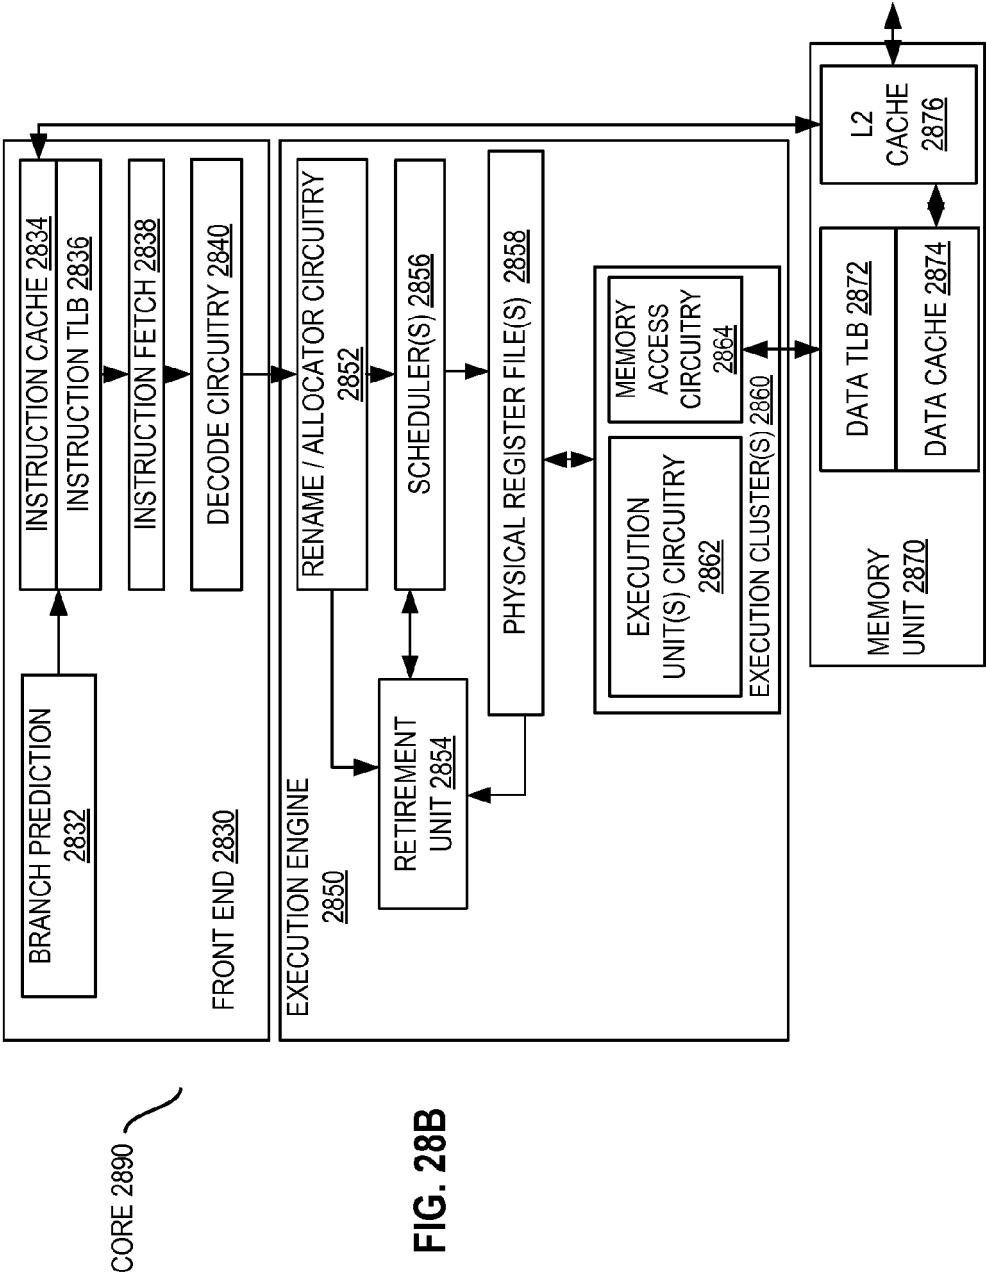 CORE 2890
FRONT END 2830
BRANCH PREDICTION
2832
INSTRUCTION CACHE 2834
INSTRUCTION TLB 2836
INSTRUCTION FETCH 2838
DECODE CIRCUITRY 2840
EXECUTION ENGINE
2850
RENAME / ALLOCATOR CIRCUITRY
2852
RETIREMENT
UNIT 2854
SCHEDULER(S) 2856
PHYSICAL REGISTER FILE(S) 2858
EXECUTION
UNIT(S) CIRCUITRY
2862
MEMORY
ACCESS
CIRCUITRY
2864
EXECUTION CLUSTER(S) 2860
MEMORY
UNIT 2870
DATA TLB 2872
DATA CACHE 2874
L2
CACHE
2876
FIG. 28B